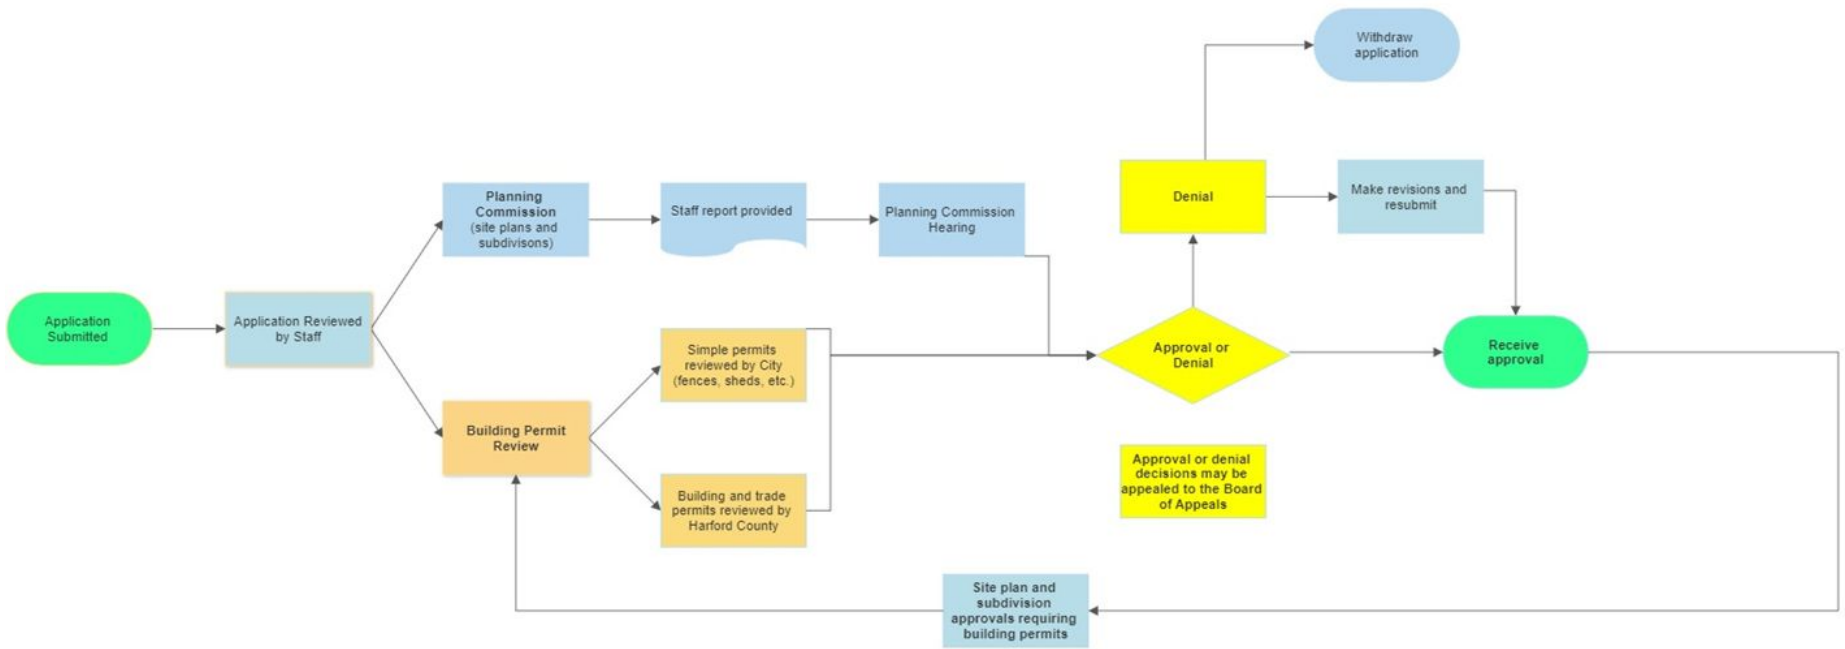 Withdraw
application
Denial
Make revisions and
resubmit
Planning
Commission
(site plans and
subdivisons)
Staff report provided
Planning Commission
Hearing
Application
Submitted
Application Reviewed
by Staff
Simple permits
reviewed by City
(fences, sheds, etc.)
Approval or
Denial
Receive
approval
Building Permit
Review
Building and trade
permits reviewed by
Harford County
Approval or denial
decisions may be
appealed to the Board
of Appeals
Site plan and
subdivision
approvals requiring
building permits